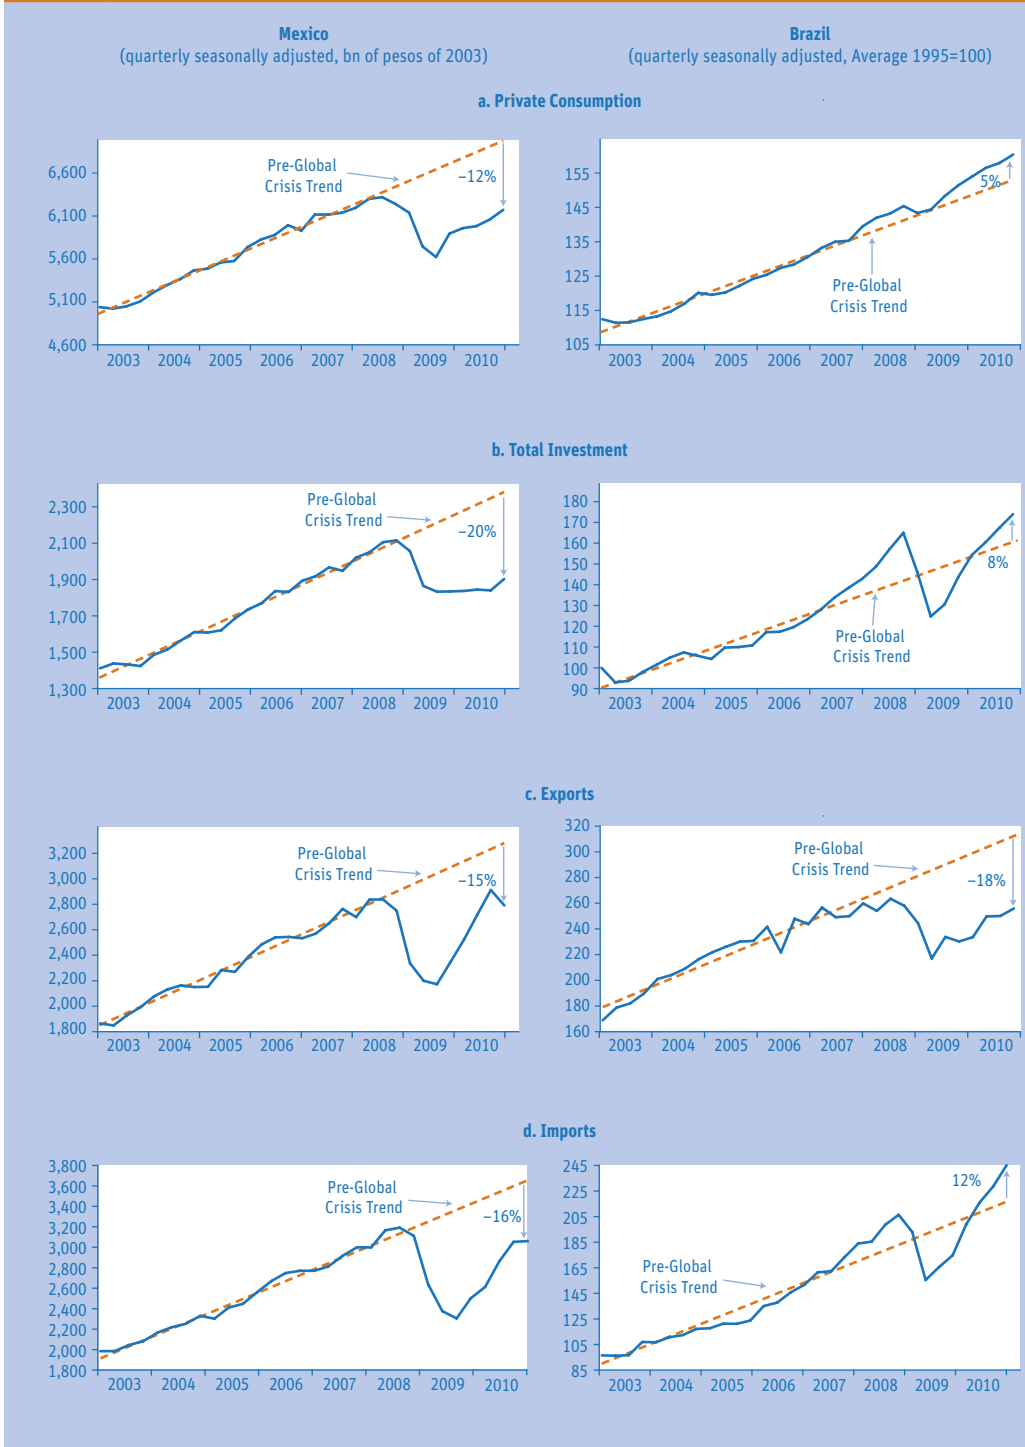 Mexico
(quarterly seasonally adjusted, bn of pesos of 2003)
Brazil
(quarterly seasonally adjusted, Average 1995=100)
a. Private Consumption
6,600
6,100
5,600
5,100
4,600
Pre-Global
Crisis Trend
–12%
2003 2004 2005 2006 2007 2008 2009 2010
155
145
135
125
115
105
5%
Pre-Global
Crisis Trend
2003 2004 2005 2006 2007 2008 2009 2010
b. Total Investment
2,300
2,100
1,900
1,700
1,500
1,300
Pre-Global
Crisis Trend
–20%
2003 2004 2005 2006 2007 2008 2009 2010
180
170
160
150
140
130
120
110
100
90
8%
Pre-Global
Crisis Trend
2003 2004 2005 2006 2007 2008 2009 2010
c. Exports
3,200
3,000
2,800
2,600
2,400
2,200
2,000
1,800
Pre-Global
Crisis Trend
–15%
2003 2004 2005 2006 2007 2008 2009 2010
320
300
280
260
240
220
200
180
160
Pre-Global
Crisis Trend
–18%
2003 2004 2005 2006 2007 2008 2009 2010
d. Imports
3,800
3,600
3,400
3,200
3,000
2,800
2,600
2,400
2,200
2,000
1,800
Pre-Global
Crisis Trend
–16%
2003 2004 2005 2006 2007 2008 2009 2010
245
225
205
185
165
145
125
105
85
12%
Pre-Global
Crisis Trend
2003 2004 2005 2006 2007 2008 2009 2010